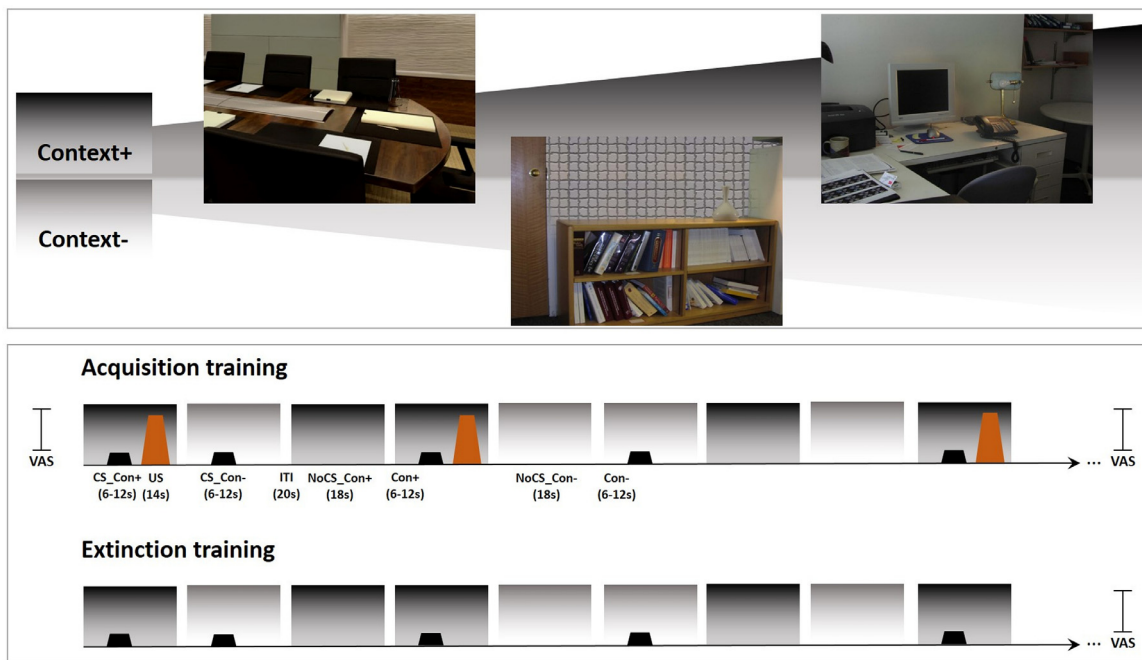 Context+
Context-
Acquisition training
VAS
VAS
CS_Con+ US CS_Con- ITI NoCS_Con+ Con+ NoCS_Con- Con-
(6-12s) (14s) (6-12s) (20s) (18s) (6-12s) (18s) (6-12s)
...
Extinction training
... VAS